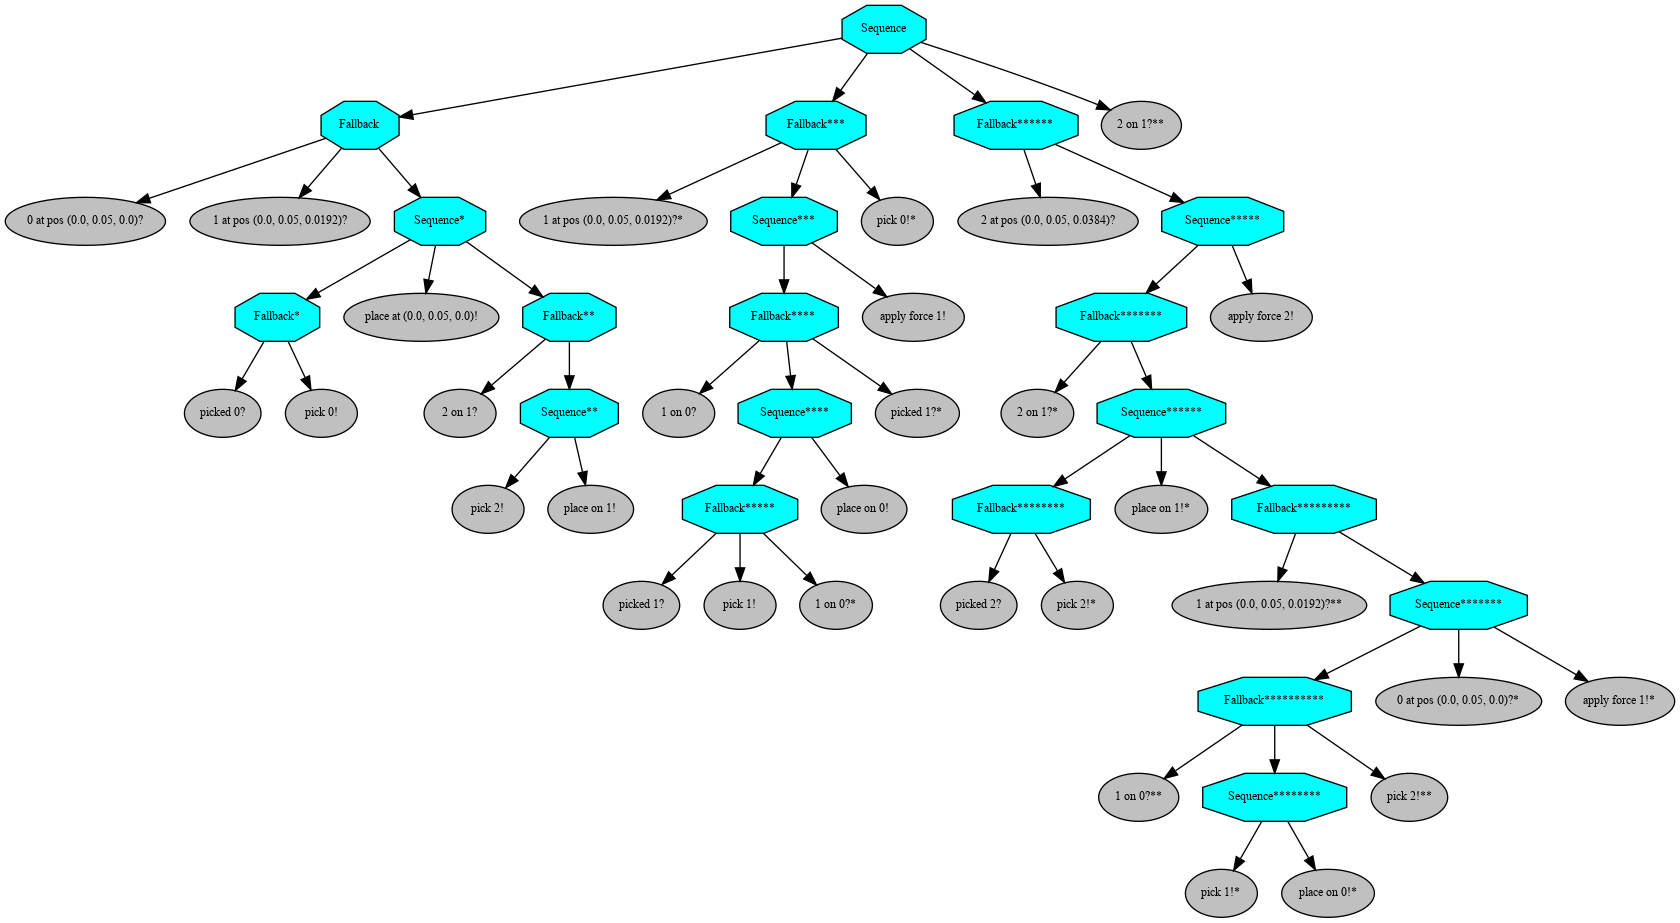 Sequence
Fallback
Fallback***
Fallback******
2 on 1?**
0 at pos (0.0, 0.05, 0.0)?
1 at pos (0.0, 0.05, 0.0192)?
Sequence*
1 at pos (0.0, 0.05, 0.0192)?*
Sequence***
pick 0!*
2 at pos (0.0, 0.05, 0.0384)?
Sequence*****
Fallback*
place at (0.0, 0.05, 0.0)!
Fallback**
Fallback****
apply force 1!
Fallback*******
apply force 2!
picked 0?
pick 0!
2 on 1?
Sequence**
1 on 0?
Sequence****
picked 1?*
2 on 1?*
Sequence******
pick 2!
place on 1!
Fallback*****
place on 0!
Fallback********
place on 1!*
Fallback*********
picked 1?
pick 1!
1 on 0?*
picked 2?
pick 2!*
1 at pos (0.0, 0.05, 0.0192)?**
Sequence*******
Fallback**********
0 at pos (0.0, 0.05, 0.0)?*
apply force 1!*
1 on 0?**
Sequence********
pick 2!**
pick 1!*
place on 0!*